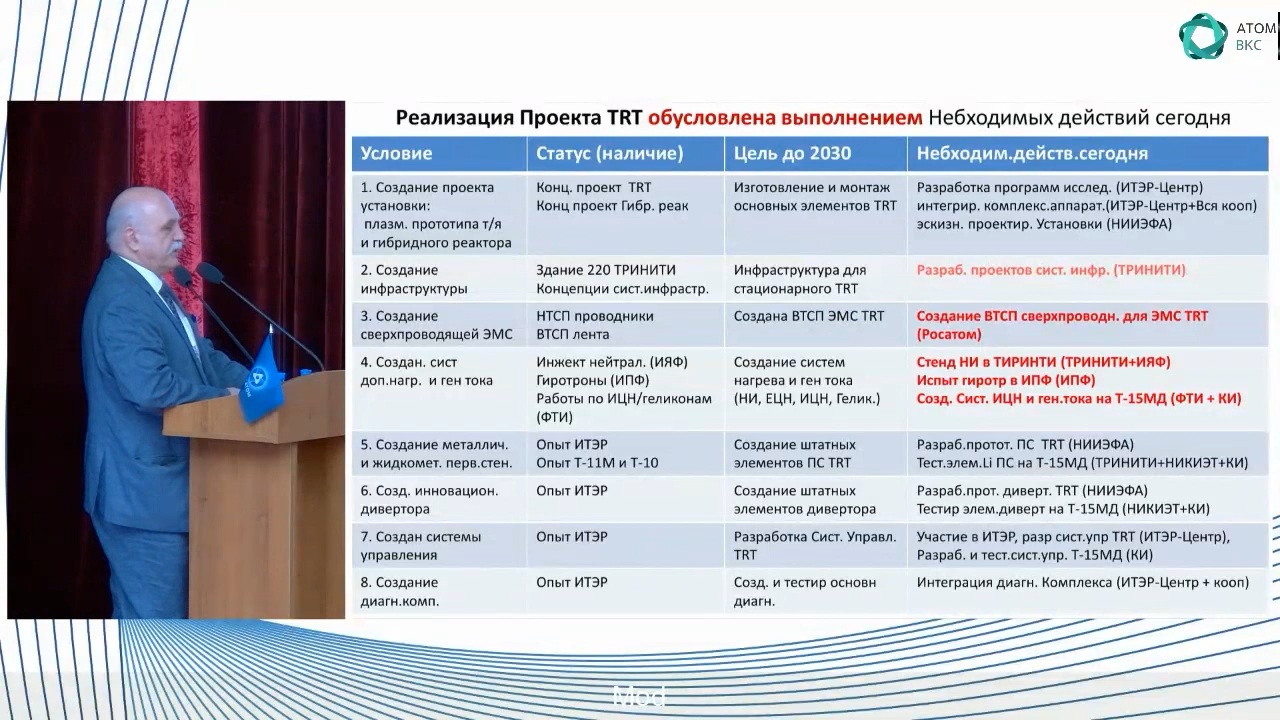 АТОМ
ВКС
Реализация Проекта TRT обусловлена выполнением Небходимых действий сегодня
Условие
Статус (наличие)
Цель до 2030
Небходим.действ.сегодня
1. Создание проекта
установки:
плазм. прототипа т/я
и гибридного реактора
Конц. проект TRT
Конц проект Гибр. реак
Изготовление и монтаж
основных элементов TRT
Разработка программ исслед. (ИТЭР-Центр)
интегрир. комплекс.аппарат.(ИТЭР-Центр+Вся кооп)
эскизн. проектир. Установки (НИИЭФА)
2. Создание
инфраструктуры
Здание 220 ТРИНИТИ
Концепции сист.инфрастр.
Инфраструктура для
стационарного TRT
Разраб. проектов сист. инфр. (ТРИНИТИ)
3. Создание
сверхпроводящей ЭМС
НТСП проводники
ВТСП лента
Создана ВТСП ЭМС TRT
Создание ВТСП сверхпроводн. для ЭМС TRT
(Росатом)
4. Создан. сист
доп.нагр. и ген тока
Инжект нейтрал. (ИЯФ)
Гиротроны (ИПФ)
Работы по ИЦН/геликонам
(ФТИ)
Создание систем
нагрева и ген тока
(НИ, ЕЦН, ИЦН, Гелик.)
Стенд НИ в ТИРИНТИ (ТРИНИТИ+ИЯФ)
Испыт гиротр в ИПФ (ИПФ)
Созд. Сист. ИЦН и ген.тока на Т-15МД (ФТИ + КИ)
5. Создание металлич.
и жидкомет. перв.стен.
Опыт ИТЭР
Опыт Т-11М и Т-10
Создание штатных
элементов ПС TRT
Разраб.протот. ПС TRT (НИИЭФА)
Тест.элем.Li ПС на Т-15МД (ТРИНИТИ+НИКИЭТ+КИ)
6. Созд. инновацион.
дивертора
Опыт ИТЭР
Создание штатных
элементов дивертора
Разраб.прот. диверт. TRT (НИИЭФА)
Тестир элем.диверт на Т-15МД (НИКИЭТ+КИ)
7. Создан системы
управления
Опыт ИТЭР
Разработка Сист. Управл.
TRT
Участие в ИТЭР, разр сист.упр TRT (ИТЭР-Центр),
Разраб. и тест.сист.упр. Т-15МД (КИ)
8. Создание
диагн.комп.
Опыт ИТЭР
Созд. и тестир основн
диагн.
Интеграция диагн. Комплекса (ИТЭР-Центр + кооп)
Mod